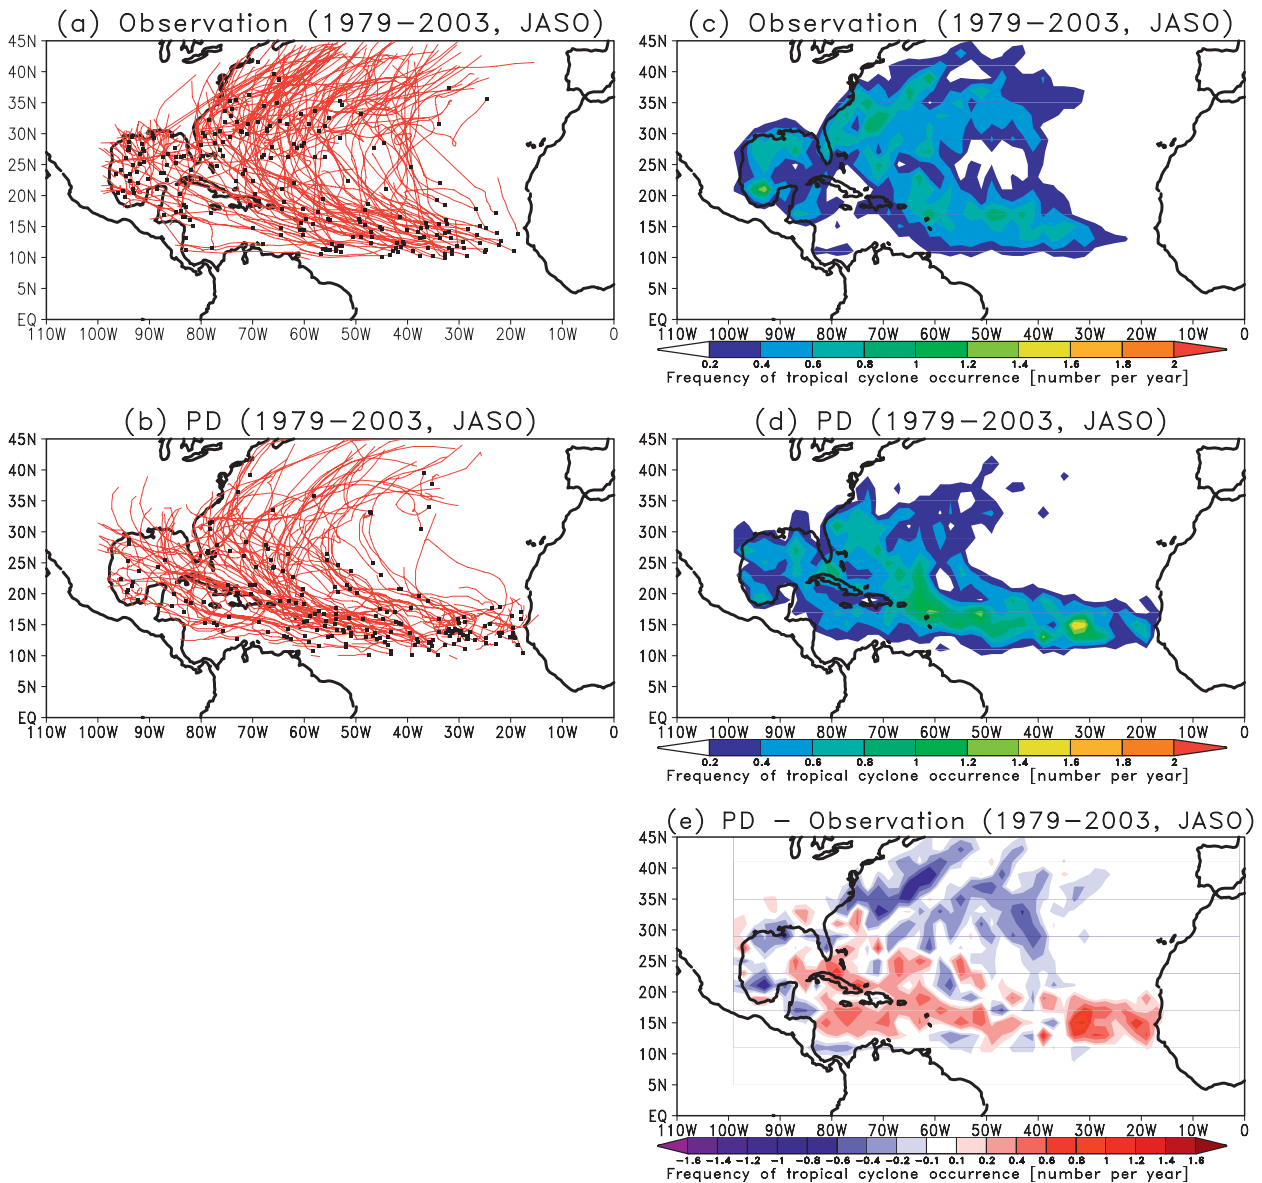 (a) Observation (1979−2003, JASO)
45N
40N
35N
30N
25N
20N
15N
10N
5N
EQ
110W 100W 90W 80W 70W 60W 50W 40W 30W 20W 10W 0
(c) Observation (1979−2003, JASO)
45N
40N
35N
30N
25N
20N
15N
10N
5N
EQ
110W 100W 90W 80W 70W 60W 50W 40W 30W 20W 10W 0
0.2 0.4 0.6 0.8 1 1.2 1.4 1.6 1.8 2
Frequency of tropical cyclone occurrence [number per year]
(b) PD (1979−2003, JASO)
45N
40N
35N
30N
25N
20N
15N
10N
5N
EQ
110W 100W 90W 80W 70W 60W 50W 40W 30W 20W 10W 0
(d) PD (1979−2003, JASO)
45N
40N
35N
30N
25N
20N
15N
10N
5N
EQ
110W 100W 90W 80W 70W 60W 50W 40W 30W 20W 10W 0
0.2 0.4 0.6 0.8 1 1.2 1.4 1.6 1.8 2
Frequency of tropical cyclone occurrence [number per year]
(e) PD − Observation (1979−2003, JASO)
45N
40N
35N
30N
25N
20N
15N
10N
5N
EQ
110W 100W 90W 80W 70W 60W 50W 40W 30W 20W 10W 0
−1.6 −1.4 −1.2 −1 −0.8 −0.6 −0.4 −0.2 −0.1 0.1 0.2 0.4 0.6 0.8 1 1.2 1.4 1.6
Frequency of tropical cyclone occurrence [number per year]